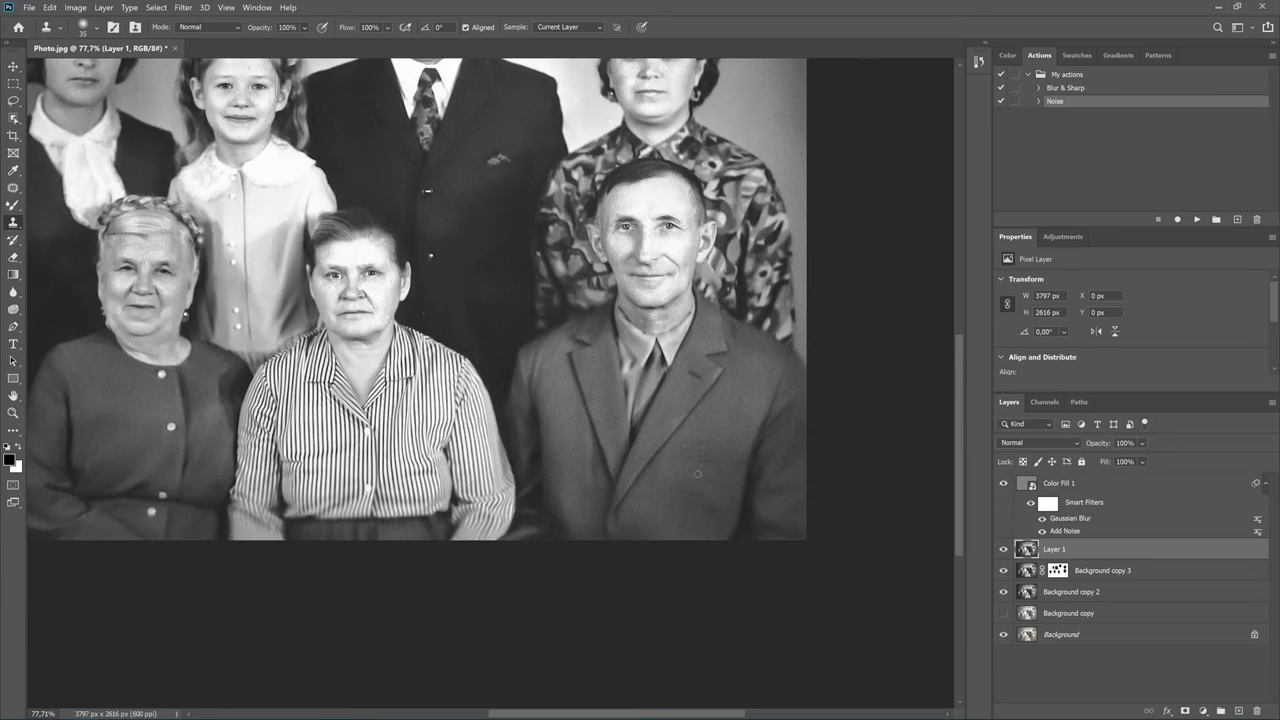 Ps File Edit Image Layer Type Select Filter 3D View Window Help
35 Mode: Normal Opacity: 100% Flow: 100% 0° Aligned Sample: Current Layer
Photo.jpg @ 77,7% (Layer 1, RGB/8#) * ×
Color Actions Swatches Gradients Patterns
My actions
Blur & Sharp
Noise
Properties Adjustments
Pixel Layer
Transform
W 3797 px X 0 px
H 2616 px Y 0 px
0,00°
Align and Distribute
Align:
Layers Channels Paths
Kind
Normal Opacity: 100%
Lock: Fill: 100%
Color Fill 1
Smart Filters
Gaussian Blur
Add Noise
Layer 1
Background copy 3
Background copy 2
Background copy
Background
77,71% 3797 px x 2616 px (600 ppi)